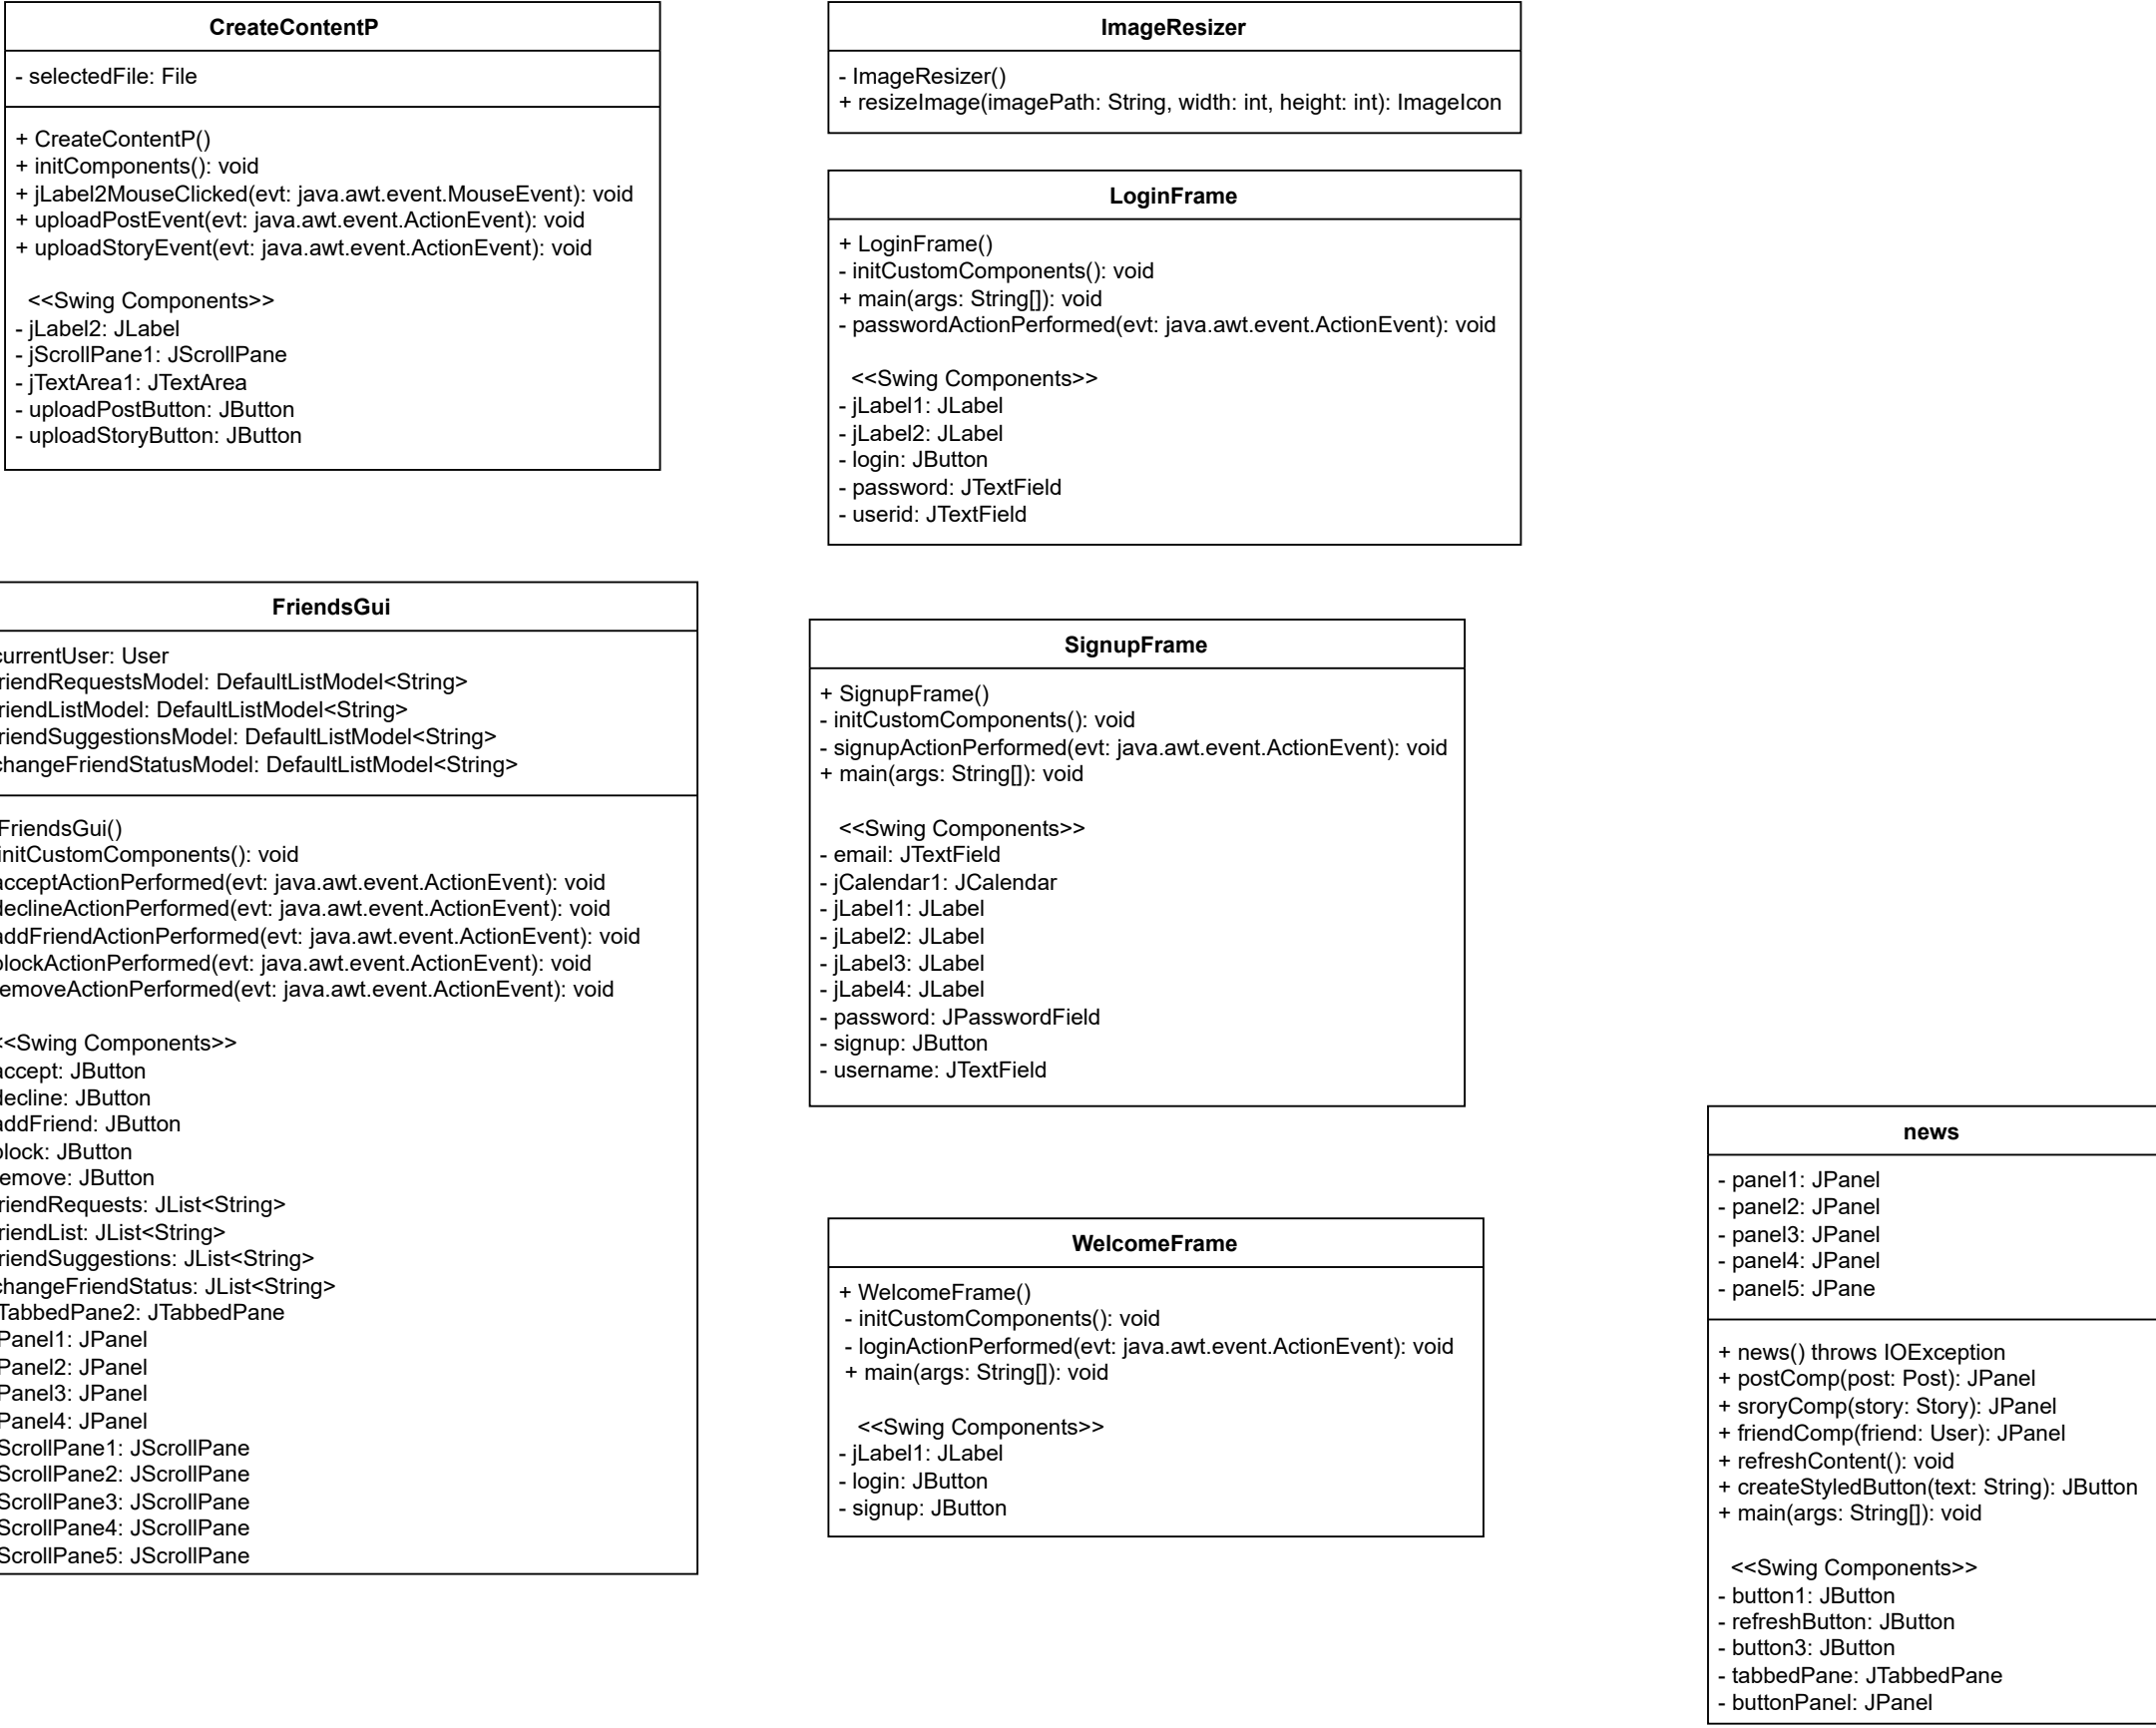 CreateContentP
- selectedFile: File
+ CreateContentP()
+ initComponents(): void
+ jLabel2MouseClicked(evt: java.awt.event.MouseEvent): void
+ uploadPostEvent(evt: java.awt.event.ActionEvent): void
+ uploadStoryEvent(evt: java.awt.event.ActionEvent): void
<<Swing Components>>
- jLabel2: JLabel
- jScrollPane1: JScrollPane
- jTextArea1: JTextArea
- uploadPostButton: JButton
- uploadStoryButton: JButton
ImageResizer
- ImageResizer()
+ resizeImage(imagePath: String, width: int, height: int): ImageIcon
LoginFrame
+ LoginFrame()
- initCustomComponents(): void
+ main(args: String[]): void
- passwordActionPerformed(evt: java.awt.event.ActionEvent): void
<<Swing Components>>
- jLabel1: JLabel
- jLabel2: JLabel
- login: JButton
- password: JTextField
- userid: JTextField
FriendsGui
currentUser: User
riendRequestsModel: DefaultListModel<String>
riendListModel: DefaultListModel<String>
riendSuggestionsModel: DefaultListModel<String>
changeFriendStatusModel: DefaultListModel<String>
FriendsGui()
initCustomComponents(): void
acceptActionPerformed(evt: java.awt.event.ActionEvent): void
declineActionPerformed(evt: java.awt.event.ActionEvent): void
addFriendActionPerformed(evt: java.awt.event.ActionEvent): void
blockActionPerformed(evt: java.awt.event.ActionEvent): void
emoveActionPerformed(evt: java.awt.event.ActionEvent): void
<<Swing Components>>
accept: JButton
decline: JButton
addFriend: JButton
block: JButton
emove: JButton
riendRequests: JList<String>
riendList: JList<String>
riendSuggestions: JList<String>
changeFriendStatus: JList<String>
TabbedPane2: JTabbedPane
Panel1: JPanel
Panel2: JPanel
Panel3: JPanel
Panel4: JPanel
ScrollPane1: JScrollPane
ScrollPane2: JScrollPane
ScrollPane3: JScrollPane
ScrollPane4: JScrollPane
ScrollPane5: JScrollPane
SignupFrame
+ SignupFrame()
- initCustomComponents(): void
- signupActionPerformed(evt: java.awt.event.ActionEvent): void
+ main(args: String[]): void
<<Swing Components>>
- email: JTextField
- jCalendar1: JCalendar
- jLabel1: JLabel
- jLabel2: JLabel
- jLabel3: JLabel
- jLabel4: JLabel
- password: JPasswordField
- signup: JButton
- username: JTextField
WelcomeFrame
+ WelcomeFrame()
- initCustomComponents(): void
- loginActionPerformed(evt: java.awt.event.ActionEvent): void
+ main(args: String[]): void
<<Swing Components>>
- jLabel1: JLabel
- login: JButton
- signup: JButton
news
- panel1: JPanel
- panel2: JPanel
- panel3: JPanel
- panel4: JPanel
- panel5: JPane
+ news() throws IOException
+ postComp(post: Post): JPanel
+ sroryComp(story: Story): JPanel
+ friendComp(friend: User): JPanel
+ refreshContent(): void
+ createStyledButton(text: String): JButton
+ main(args: String[]): void
<<Swing Components>>
- button1: JButton
- refreshButton: JButton
- button3: JButton
- tabbedPane: JTabbedPane
- buttonPanel: JPanel